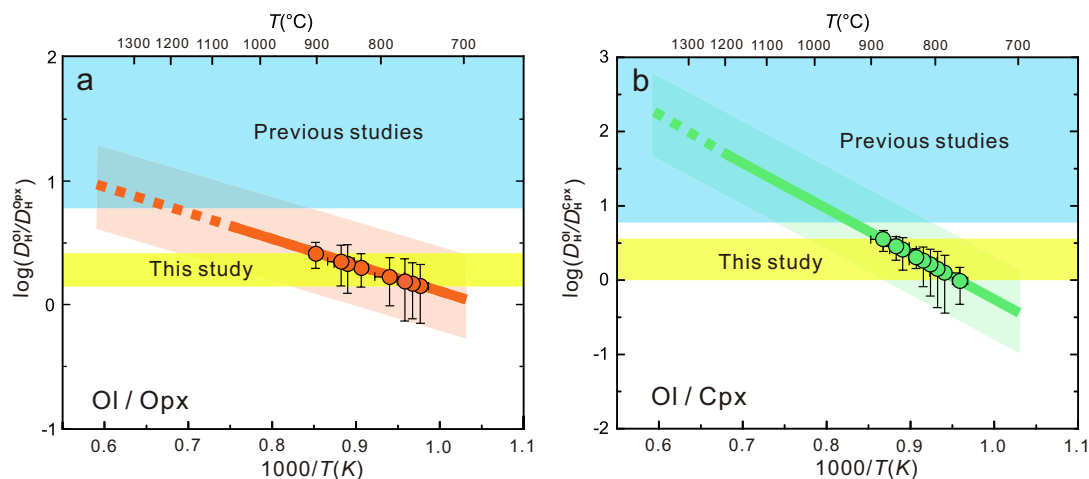 T(°C)
1300 1200 1100 1000 900 800 700
2
1
0
-1
log(D_H^Ol/D_H^Opx)
a
Previous studies
This study
Ol / Opx
0.6 0.7 0.8 0.9 1.0 1.1
1000/T(K)
T(°C)
1300 1200 1100 1000 900 800 700
3
2
1
0
-1
-2
log(D_H^Ol/D_H^Cpx)
b
Previous studies
This study
Ol / Cpx
0.6 0.7 0.8 0.9 1.0 1.1
1000/T(K)